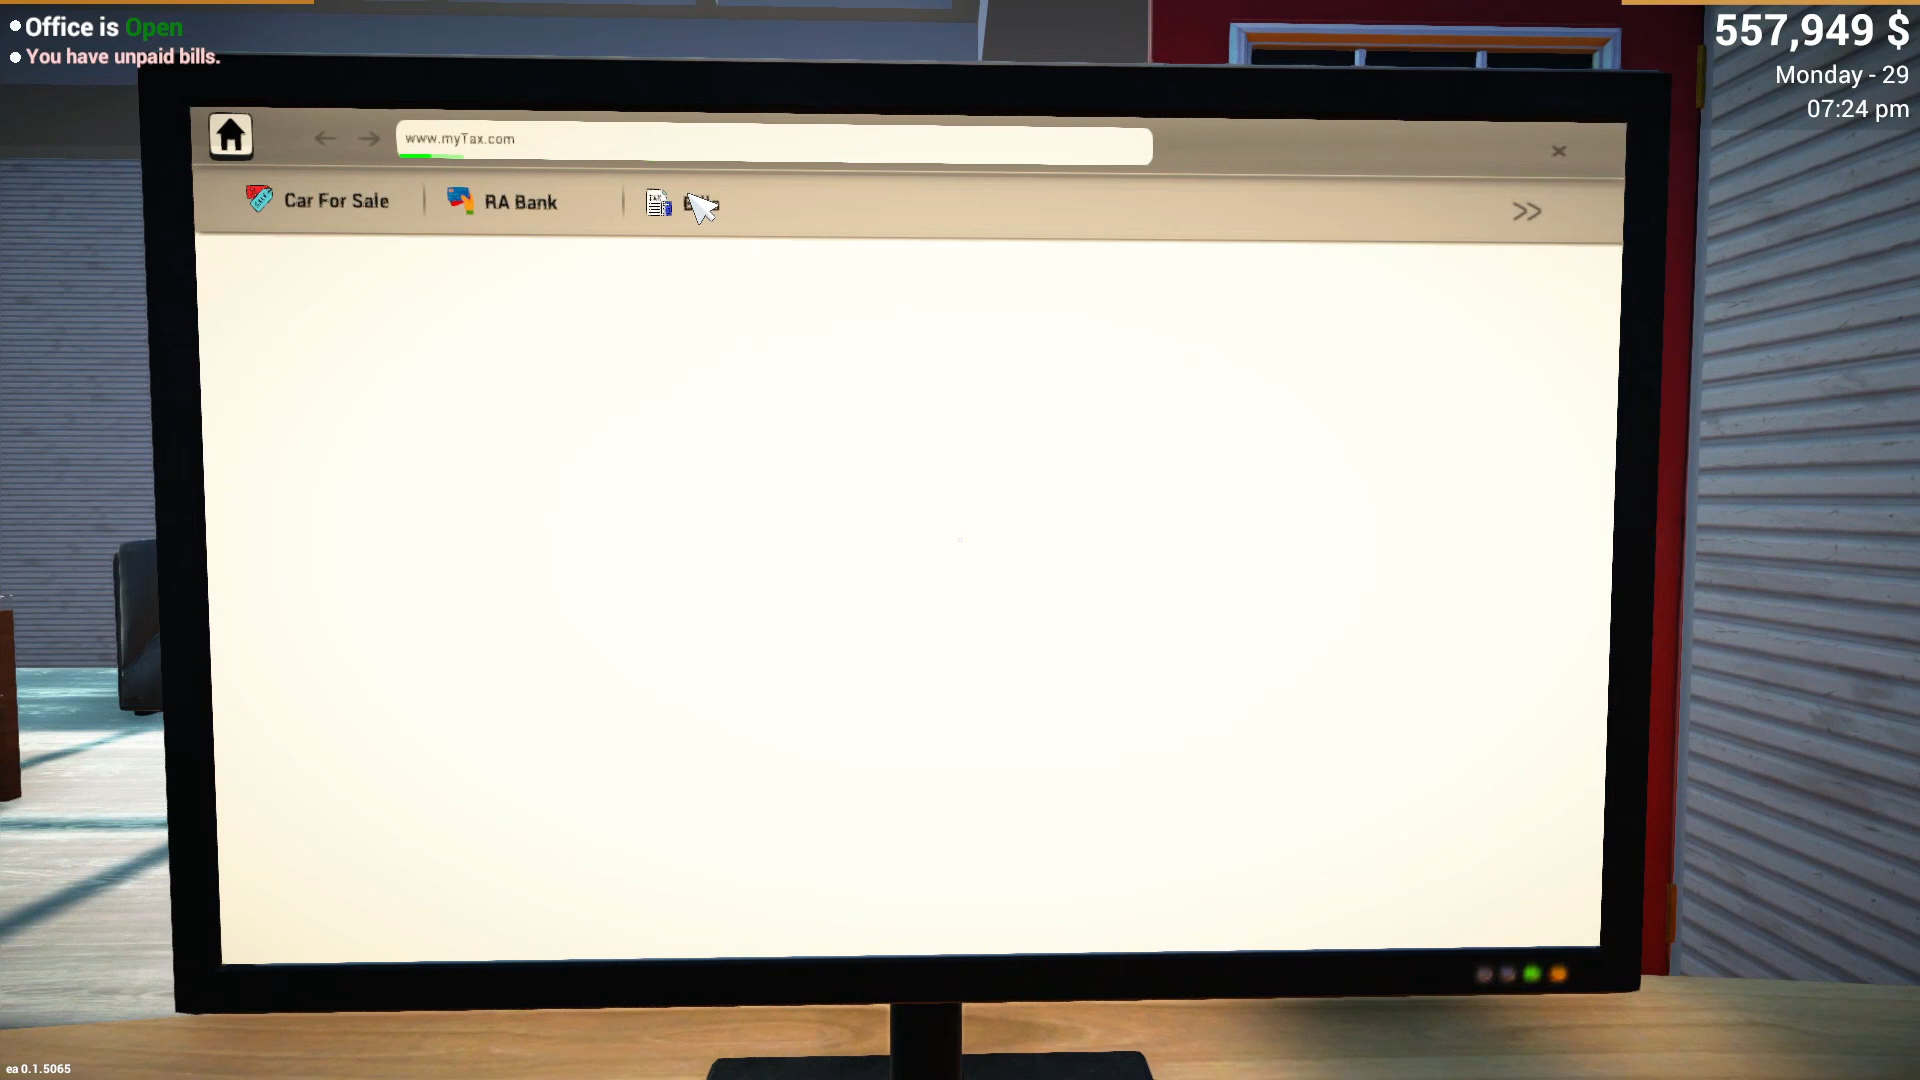 Office is Open
You have unpaid bills.
557,949 $
Monday - 29
07:24 pm
www.myTax.com
Car For Sale
RA Bank
ea 0.1.5065